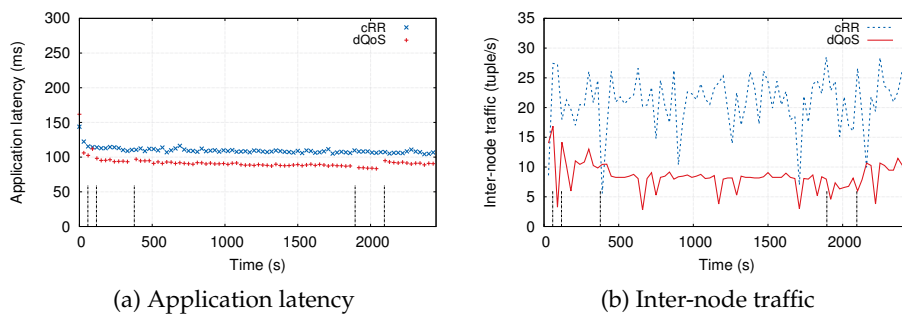 300
250
200
150
100
50
0
Application latency (ms)
cRR
dQoS
0 500 1000 1500 2000
Time (s)
(a) Application latency
35
30
25
20
15
10
5
0
Inter-node traffic (tuple/s)
cRR
dQoS
0 500 1000 1500 2000
Time (s)
(b) Inter-node traffic